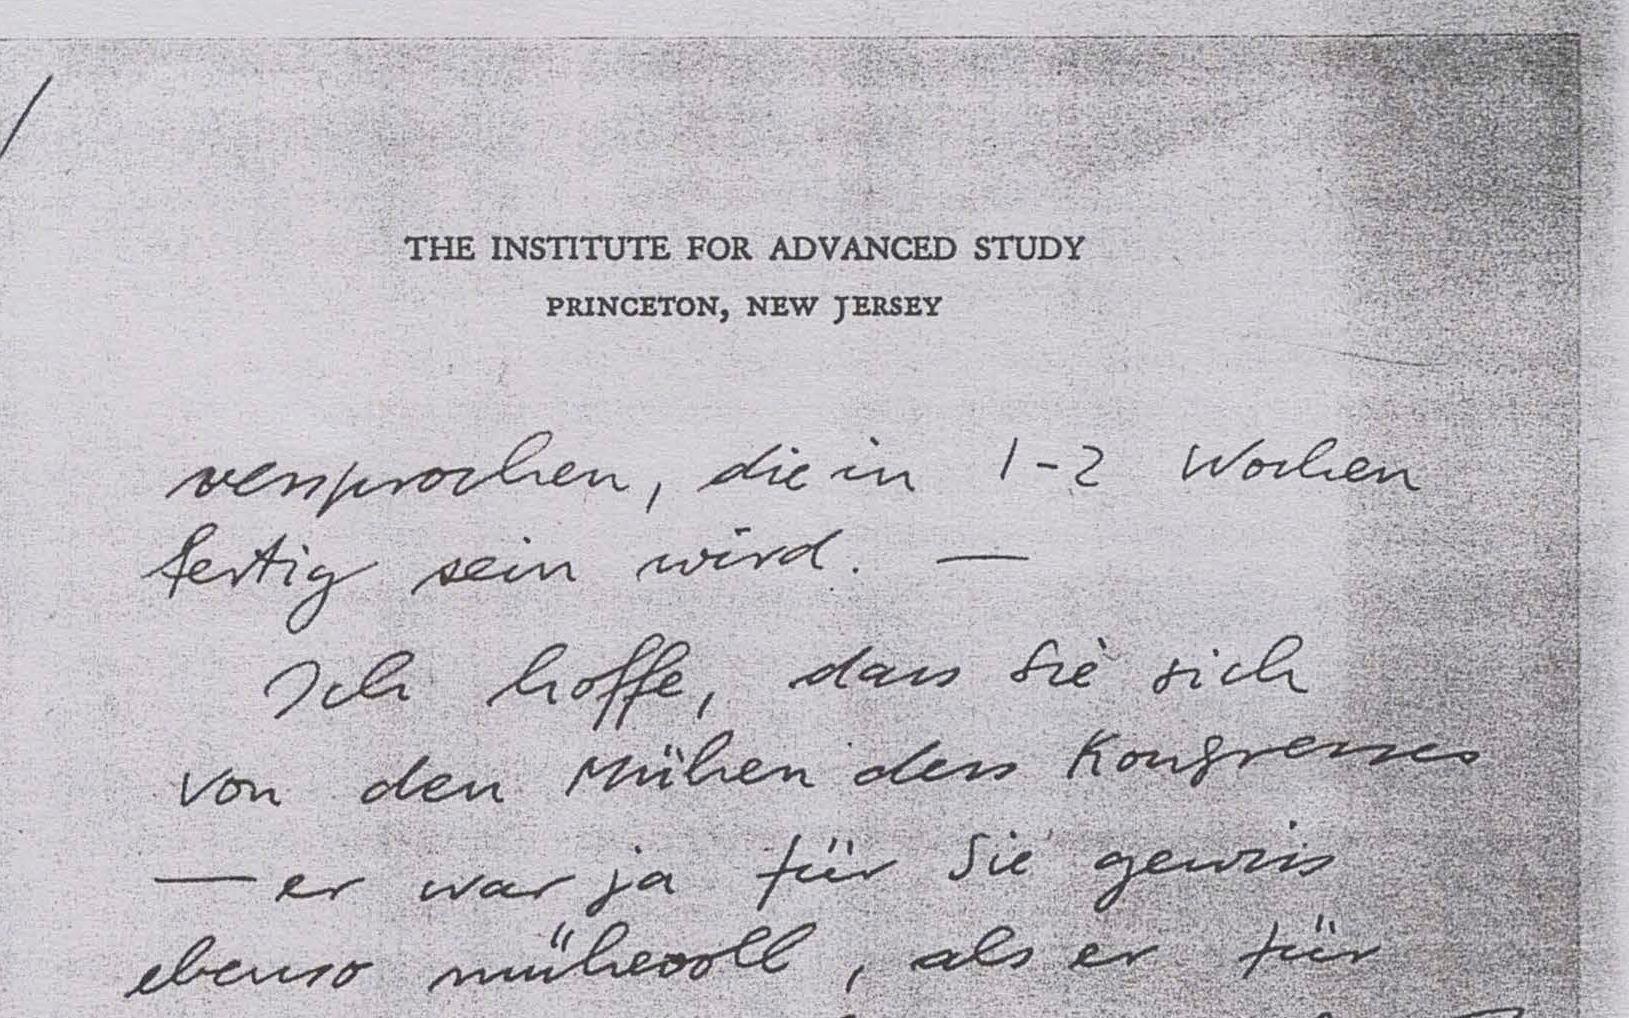 THE INSTITUTE FOR ADVANCED STUDY
PRINCETON, NEW JERSEY
versprochen, die in 1-2 Wochen
fertig sein wird. —
Ich hoffe, dass Sie sich
von den Mühen des Kongresses
— er war ja für Sie gewiss
ebenso mühevoll, als er für